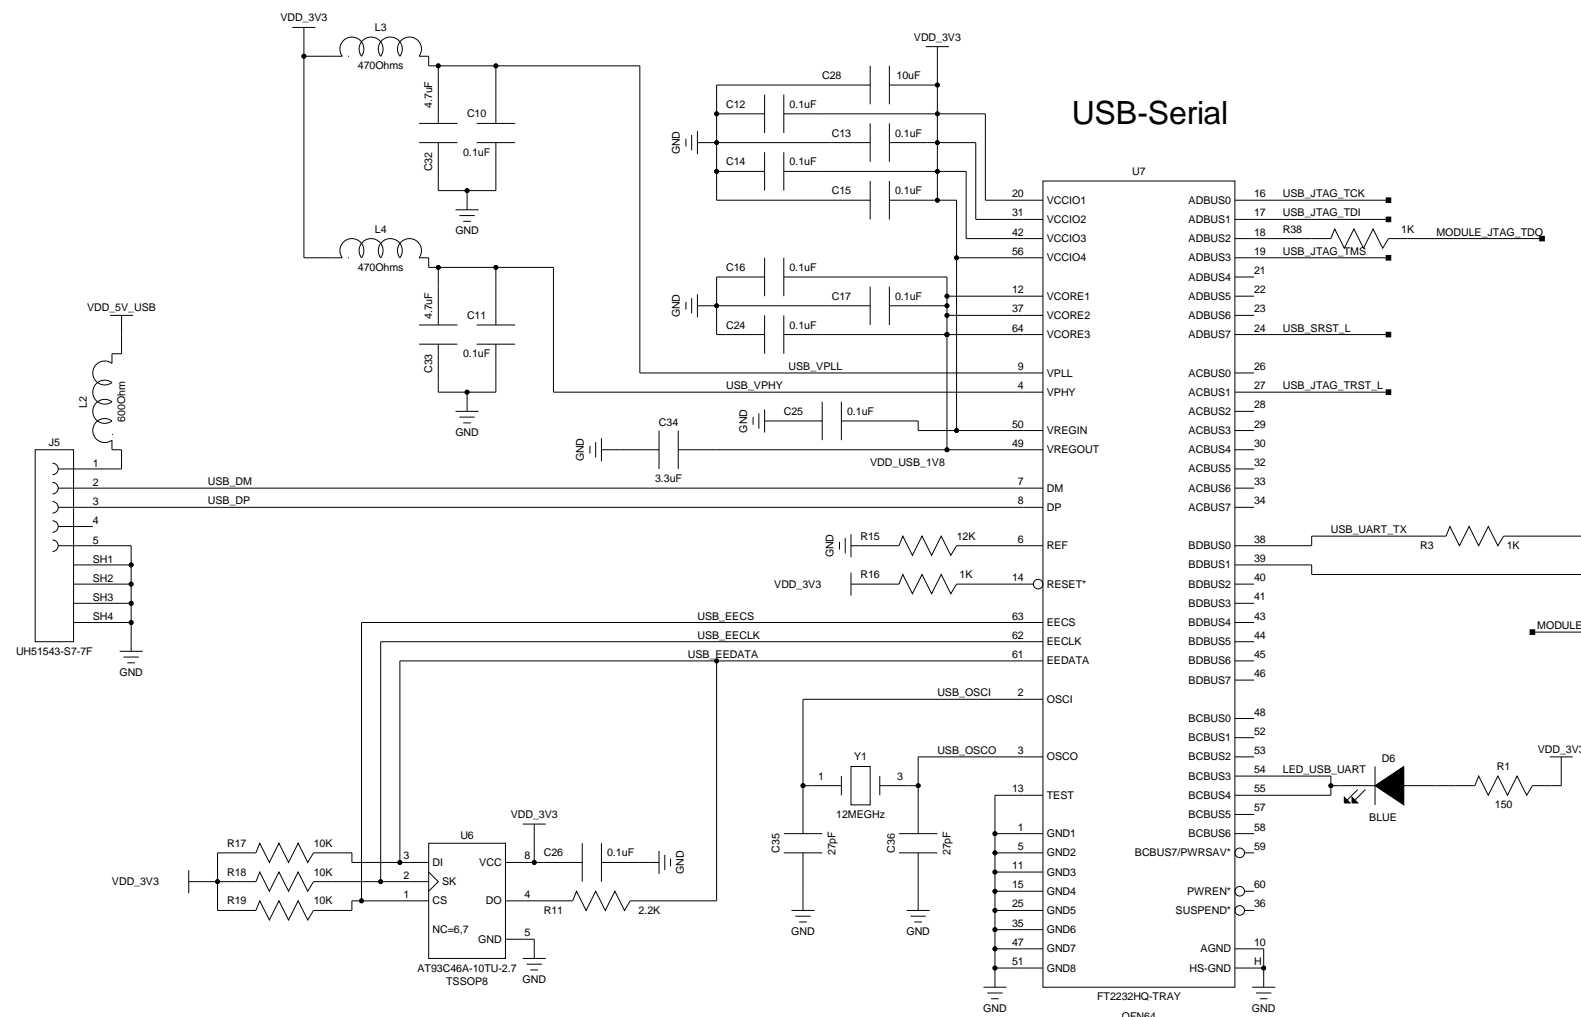 USB-Serial
VDD_3V3
L3
470Ohms
4.7uF
C10
C32
0.1uF
GND
L4
470Ohms
4.7uF
C11
C33
0.1uF
GND
VDD_5V_USB
L2
600Ohm
J5
1
2
3
4
5
SH1
SH2
SH3
SH4
UH51543-S7-7F
GND
USB_DM
USB_DP
VDD_3V3
C28
10uF
C12
0.1uF
C13
0.1uF
GND
C14
0.1uF
C15
0.1uF
C16
0.1uF
C17
0.1uF
GND
C24
0.1uF
USB_VPLL
USB_VPHY
GND
C25
0.1uF
GND
C34
3.3uF
VDD_USB_1V8
GND
R15
12K
VDD_3V3
R16
1K
USB_EECS
USB_EECLK
USB_EEDATA
USB_OSCI
USB_OSCO
Y1
1
3
12MEGHz
C35
27pF
C36
27pF
GND
GND
VDD_3V3
R17
10K
R18
10K
R19
10K
U6
3
DI
2
SK
1
CS
NC=6,7
VCC
8
DO
4
GND
5
AT93C46A-10TU-2.7
TSSOP8
VDD_3V3
C26
0.1uF
GND
R11
2.2K
GND
U7
20 VCCIO1
31 VCCIO2
42 VCCIO3
56 VCCIO4
12 VCORE1
37 VCORE2
64 VCORE3
9 VPLL
4 VPHY
50 VREGIN
49 VREGOUT
7 DM
8 DP
6 REF
14 RESET*
63 EECS
62 EECLK
61 EEDATA
2 OSCI
3 OSCO
13 TEST
1 GND1
5 GND2
11 GND3
15 GND4
25 GND5
35 GND6
47 GND7
51 GND8
GND
ADBUS0 16 USB_JTAG_TCK
ADBUS1 17 USB_JTAG_TDI
ADBUS2 18 R38 1K MODULE_JTAG_TDO
ADBUS3 19 USB_JTAG_TMS
ADBUS4 21
ADBUS5 22
ADBUS6 23
ADBUS7 24 USB_SRST_L
ACBUS0 26
ACBUS1 27 USB_JTAG_TRST_L
ACBUS2 28
ACBUS3 29
ACBUS4 30
ACBUS5 32
ACBUS6 33
ACBUS7 34
BDBUS0 38 USB_UART_TX R3 1K
BDBUS1 39
BDBUS2 40
BDBUS3 41
BDBUS4 43
BDBUS5 44
BDBUS6 45
BDBUS7 46
MODULE
BCBUS0 48
BCBUS1 52
BCBUS2 53
BCBUS3 54 LED_USB_UART
BCBUS4 55
BCBUS5 57
BCBUS6 58
BCBUS7/PWRSAV* 59
PWREN* 60
SUSPEND* 36
AGND 10
HS-GND H
GND
D6
BLUE
R1
150
VDD_3V3
FT2232HQ-TRAY
QFN64